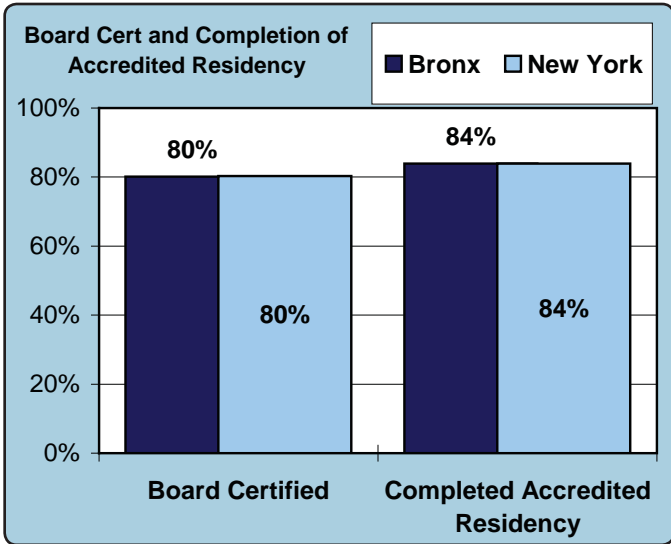 Board Cert and Completion of
Accredited Residency
Bronx New York
100%
80%
60%
40%
20%
0%
80%
80%
84%
84%
Board Certified
Completed Accredited
Residency